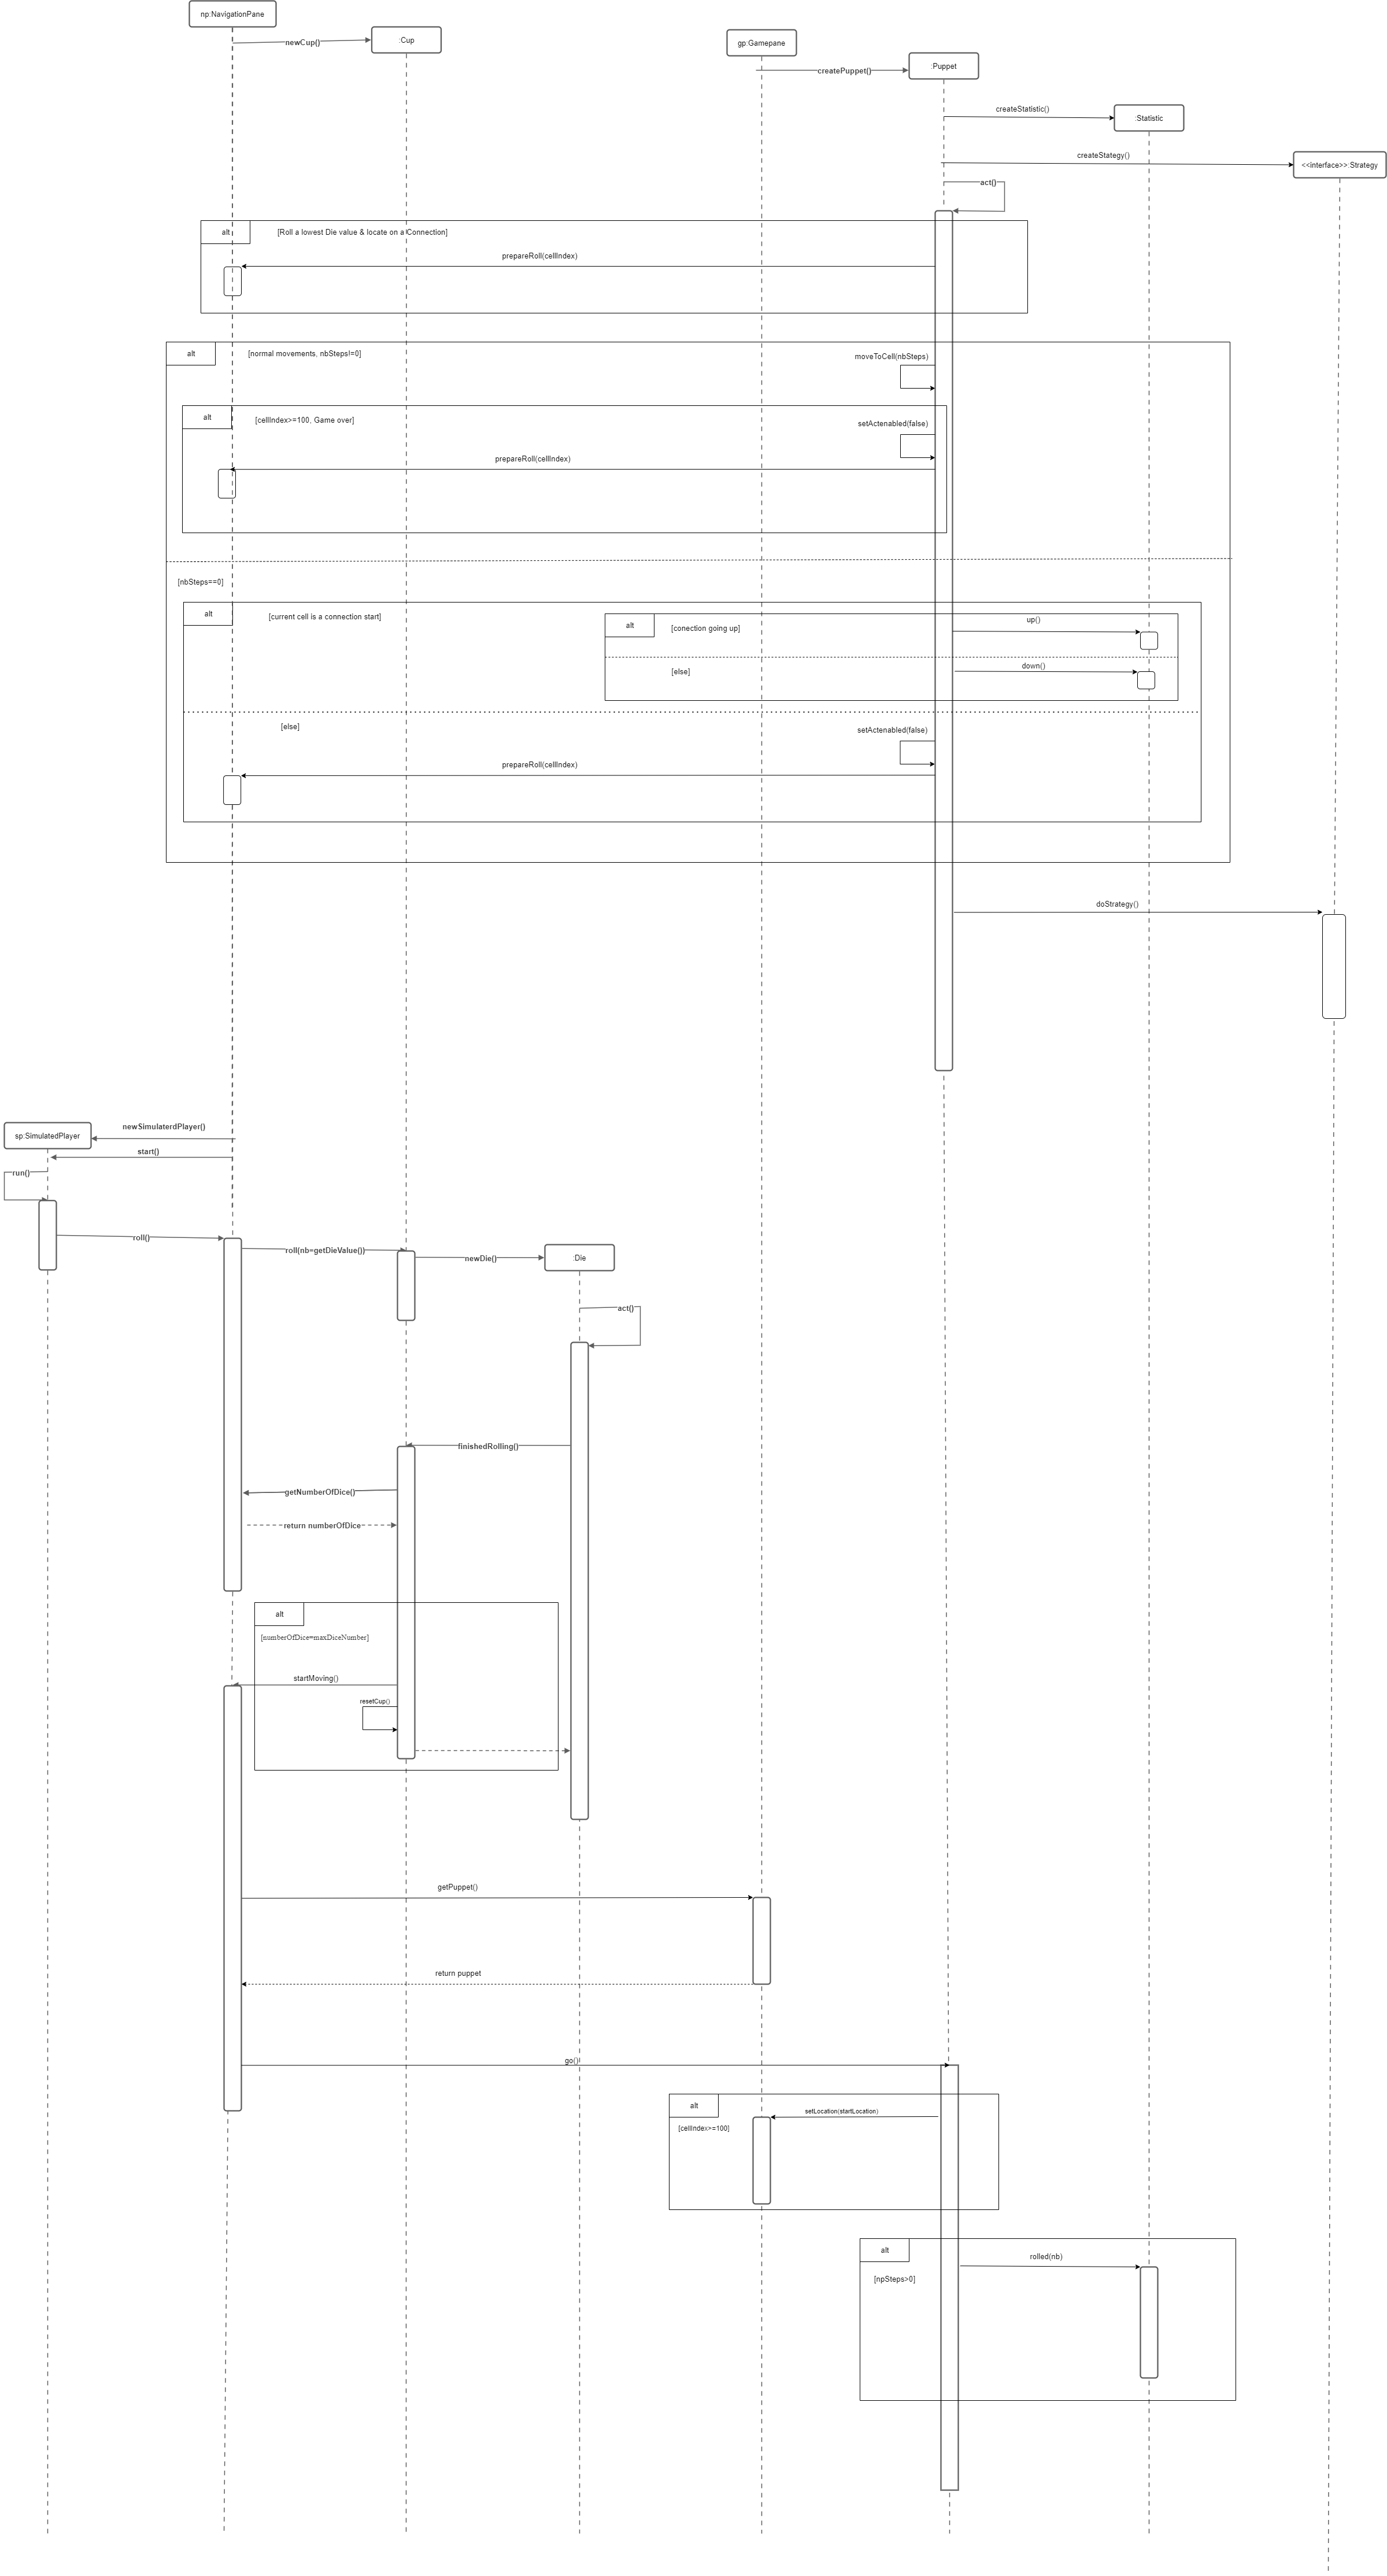 np:NavigationPane
newCup()
:Cup
gp:Gamepane
createPuppet()
:Puppet
createStatistic()
:Statistic
createStategy()
<<interface>>:Strategy
act()
alt
[Roll a lowest Die value & locate on a Connection]
prepareRoll(cellIndex)
alt
[normal movements, nbSteps!=0]
moveToCell(nbSteps)
alt
[cellIndex>=100, Game over]
setActenabled(false)
prepareRoll(cellIndex)
[nbSteps==0]
alt
[current cell is a connection start]
alt
[conection going up]
up()
[else]
down()
[else]
setActenabled(false)
prepareRoll(cellIndex)
doStrategy()
newSimulaterdPlayer()
sp:SimulatedPlayer
start()
run()
roll()
roll(nb=getDieValue())
newDie()
:Die
act()
finishedRolling()
getNumberOfDice()
return numberOfDice
alt
[numberOfDice=maxDiceNumber]
startMoving()
resetCup()
getPuppet()
return puppet
go()
alt
setLocation(startLocation)
[cellIndex>=100]
alt
rolled(nb)
[npSteps>0]